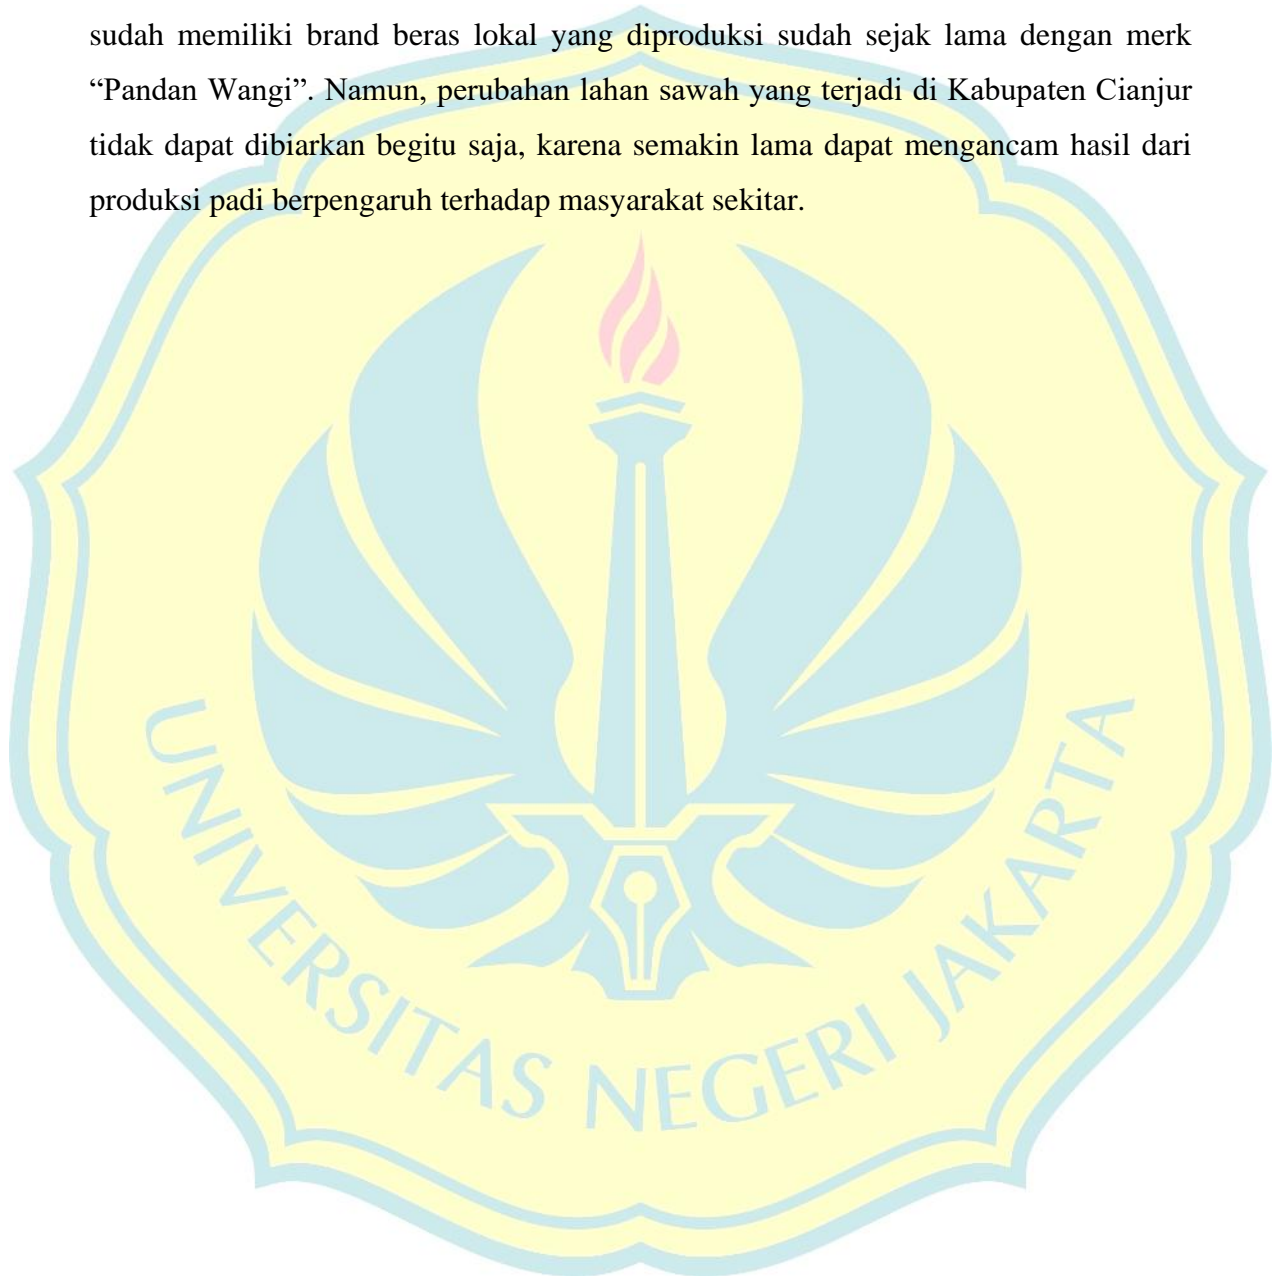 sudah memiliki brand beras lokal yang diproduksi sudah sejak lama dengan merk
“Pandan Wangi”. Namun, perubahan lahan sawah yang terjadi di Kabupaten Cianjur
tidak dapat dibiarkan begitu saja, karena semakin lama dapat mengancam hasil dari
produksi padi berpengaruh terhadap masyarakat sekitar.
UNIVERSITAS NEGERI JAKARTA